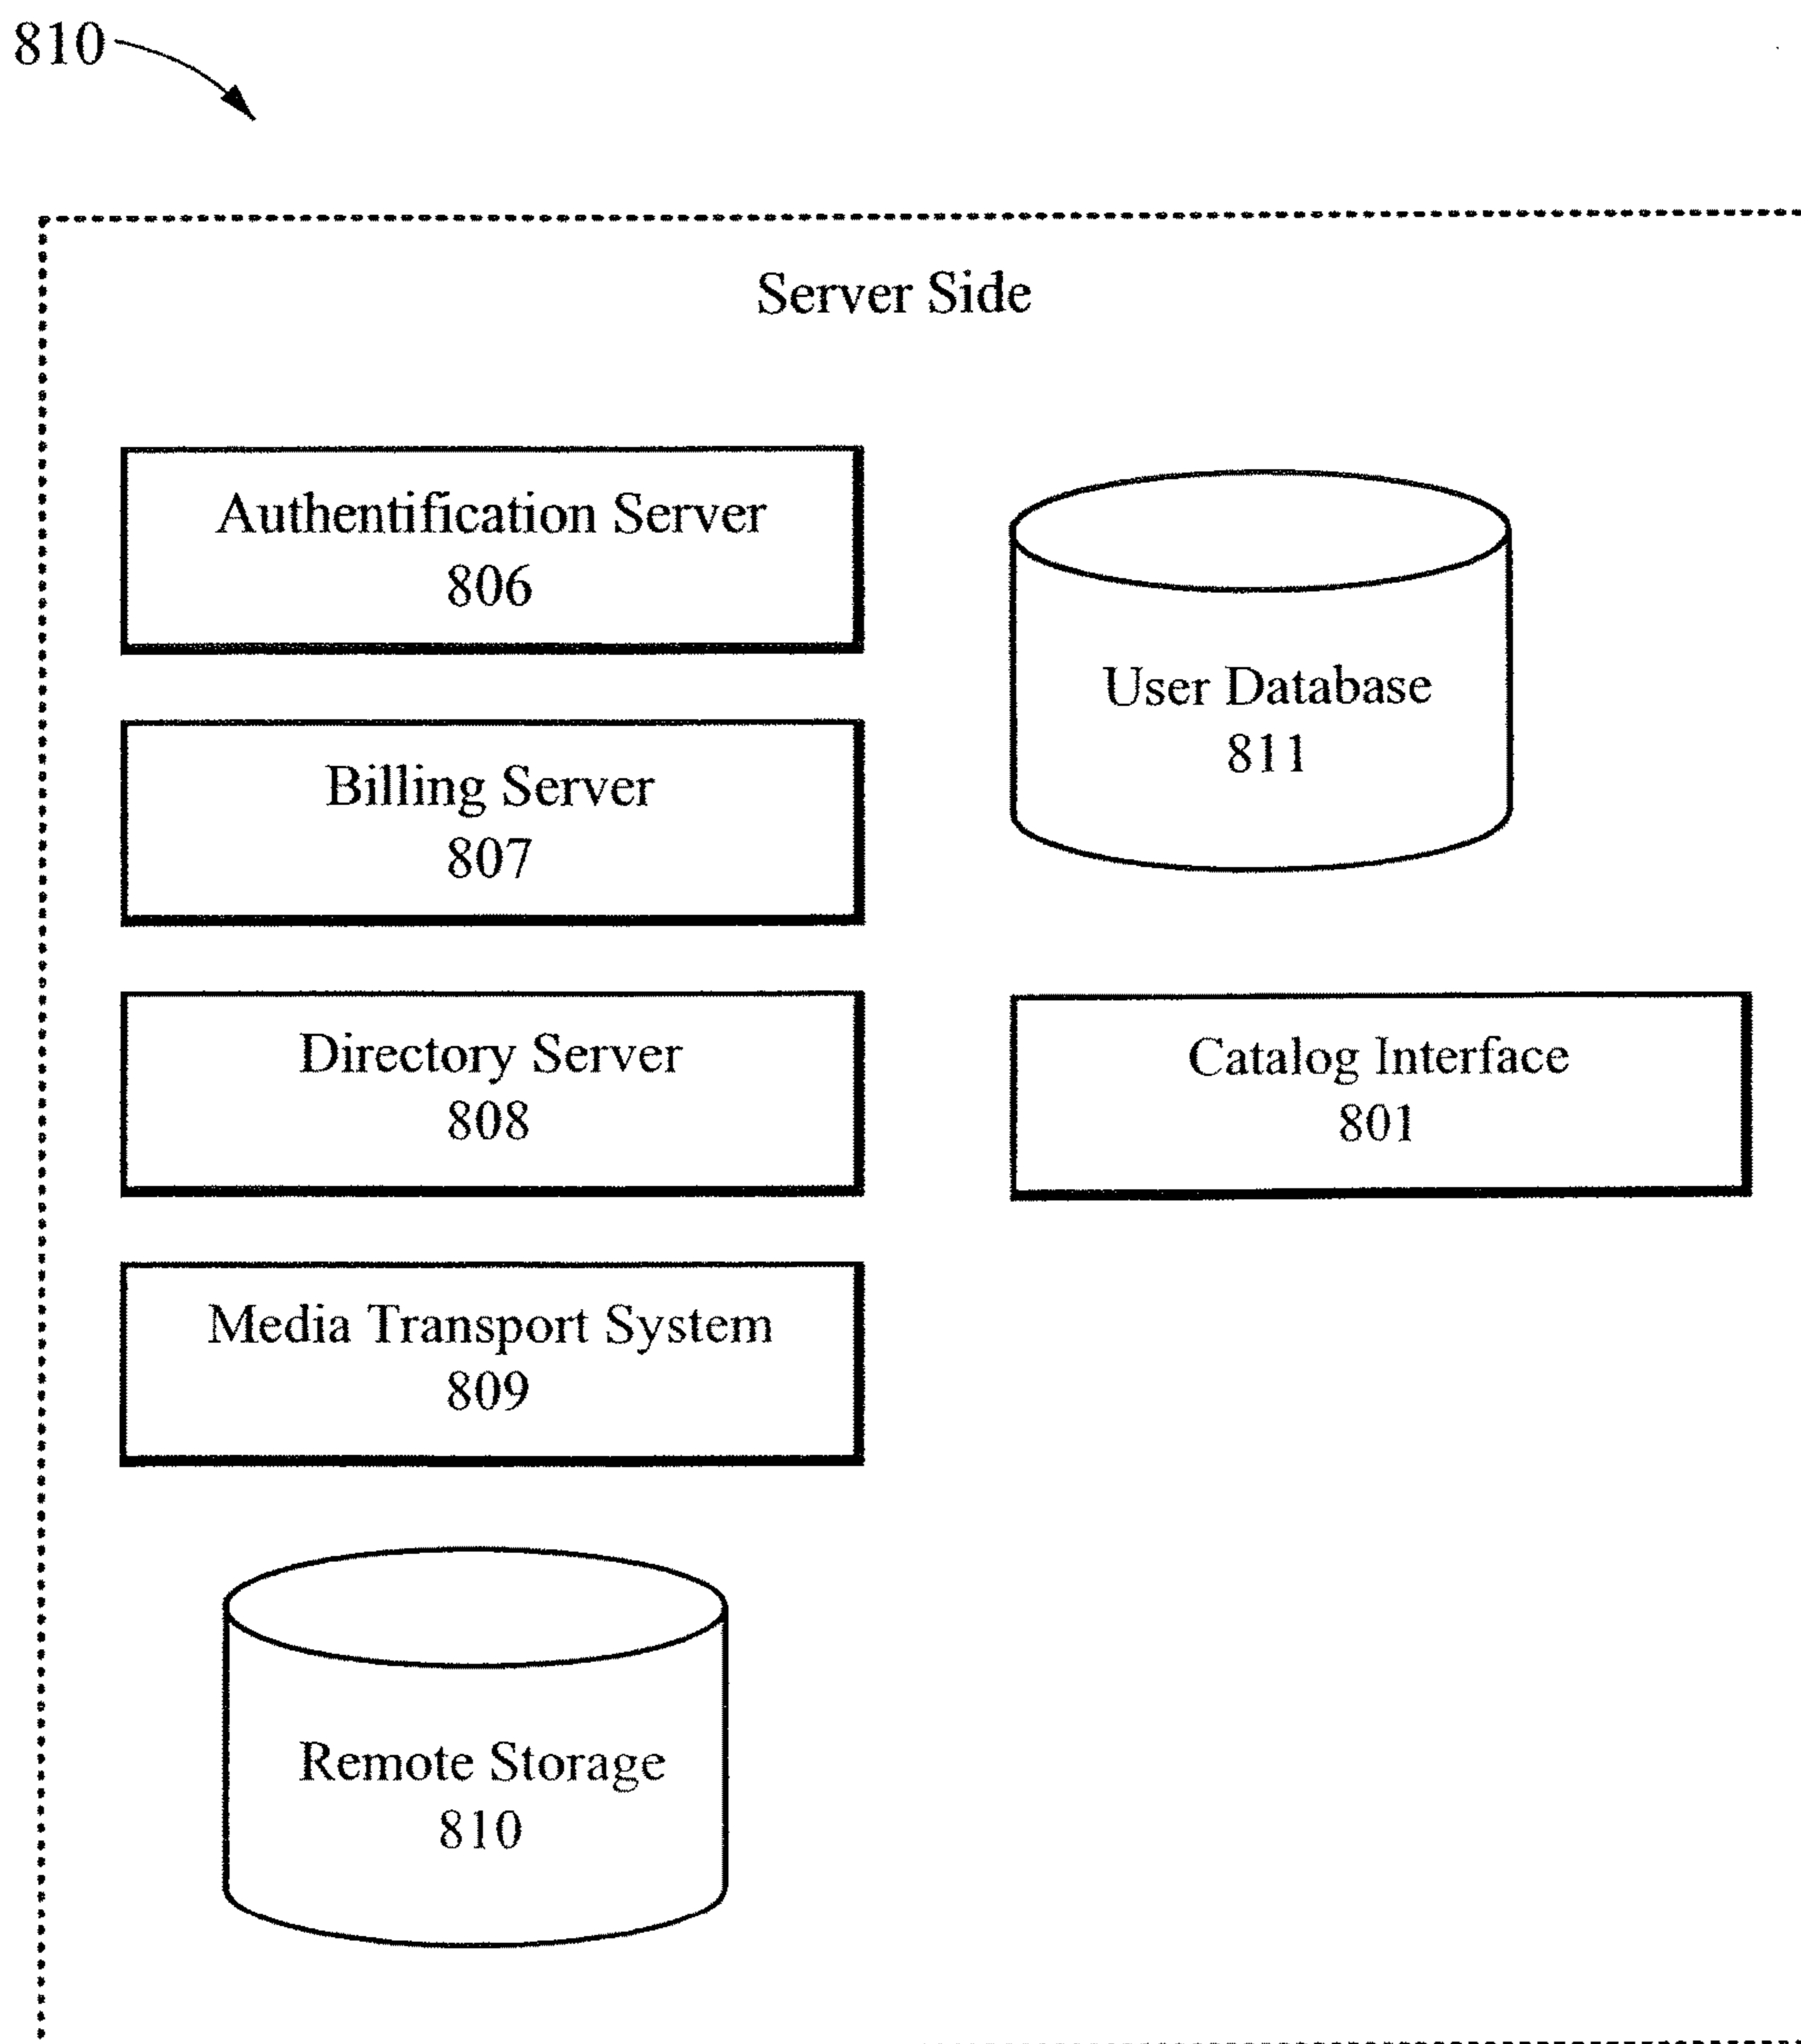 810
Server Side
Authentification Server
806
User Database
811
Billing Server
807
Directory Server
808
Catalog Interface
801
Media Transport System
809
Remote Storage
810